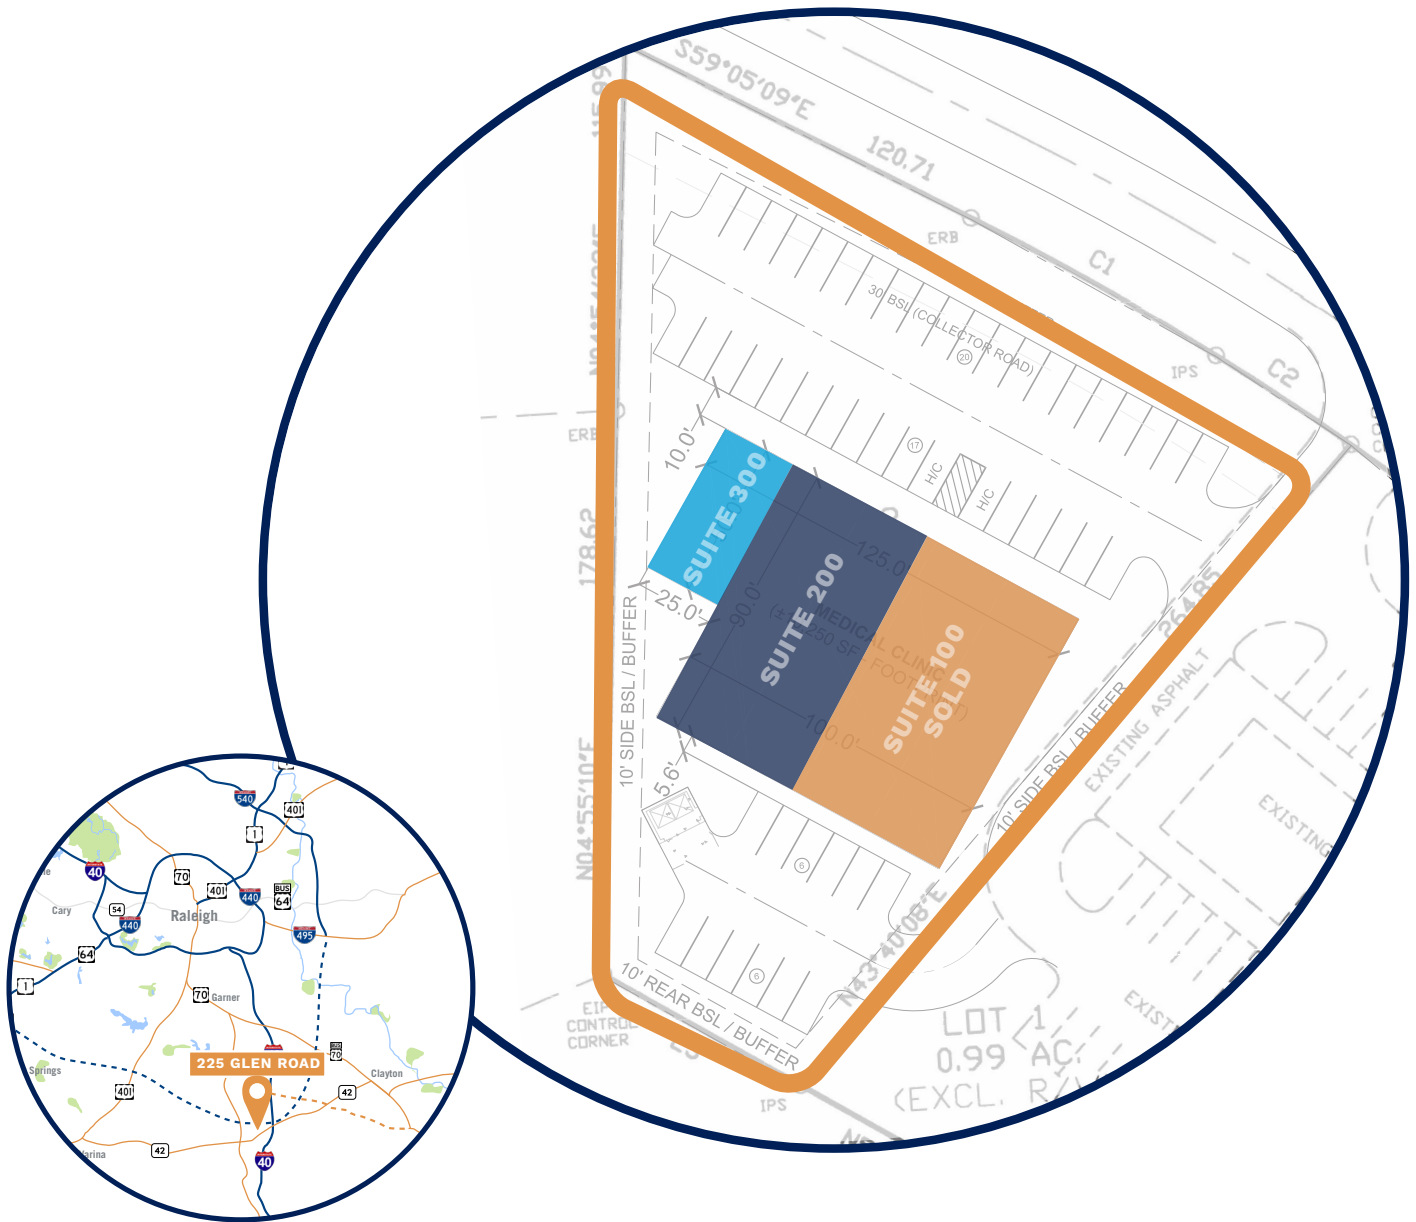 S59°05'09"E
120.71
ERB
C1
IPS
C2
30' BSL (COLLECTOR ROAD)
20
17
H/C
H/C
10.0'
ERB
178.62
SUITE 300
SUITE 200
SUITE 100
SOLD
125.0'
90.0'
25.0'
100.0'
5.6'
MEDICAL CLINIC
10' SIDE BSL / BUFFER
N04°55'10"E
264.85
EXISTING ASPHALT
EXISTING
10' SIDE BSL / BUFFER
6
6
N43°40'08"E
10' REAR BSL / BUFFER
CONTROL
CORNER
IPS
LOT 1
0.99 AC.
(EXCL. R/
540
401
1
40
70
401
440
BUS
64
Cary
54
Raleigh
440
495
64
1
70
Garner
225 GLEN ROAD
70
Springs
401
Clayton
42
42
40